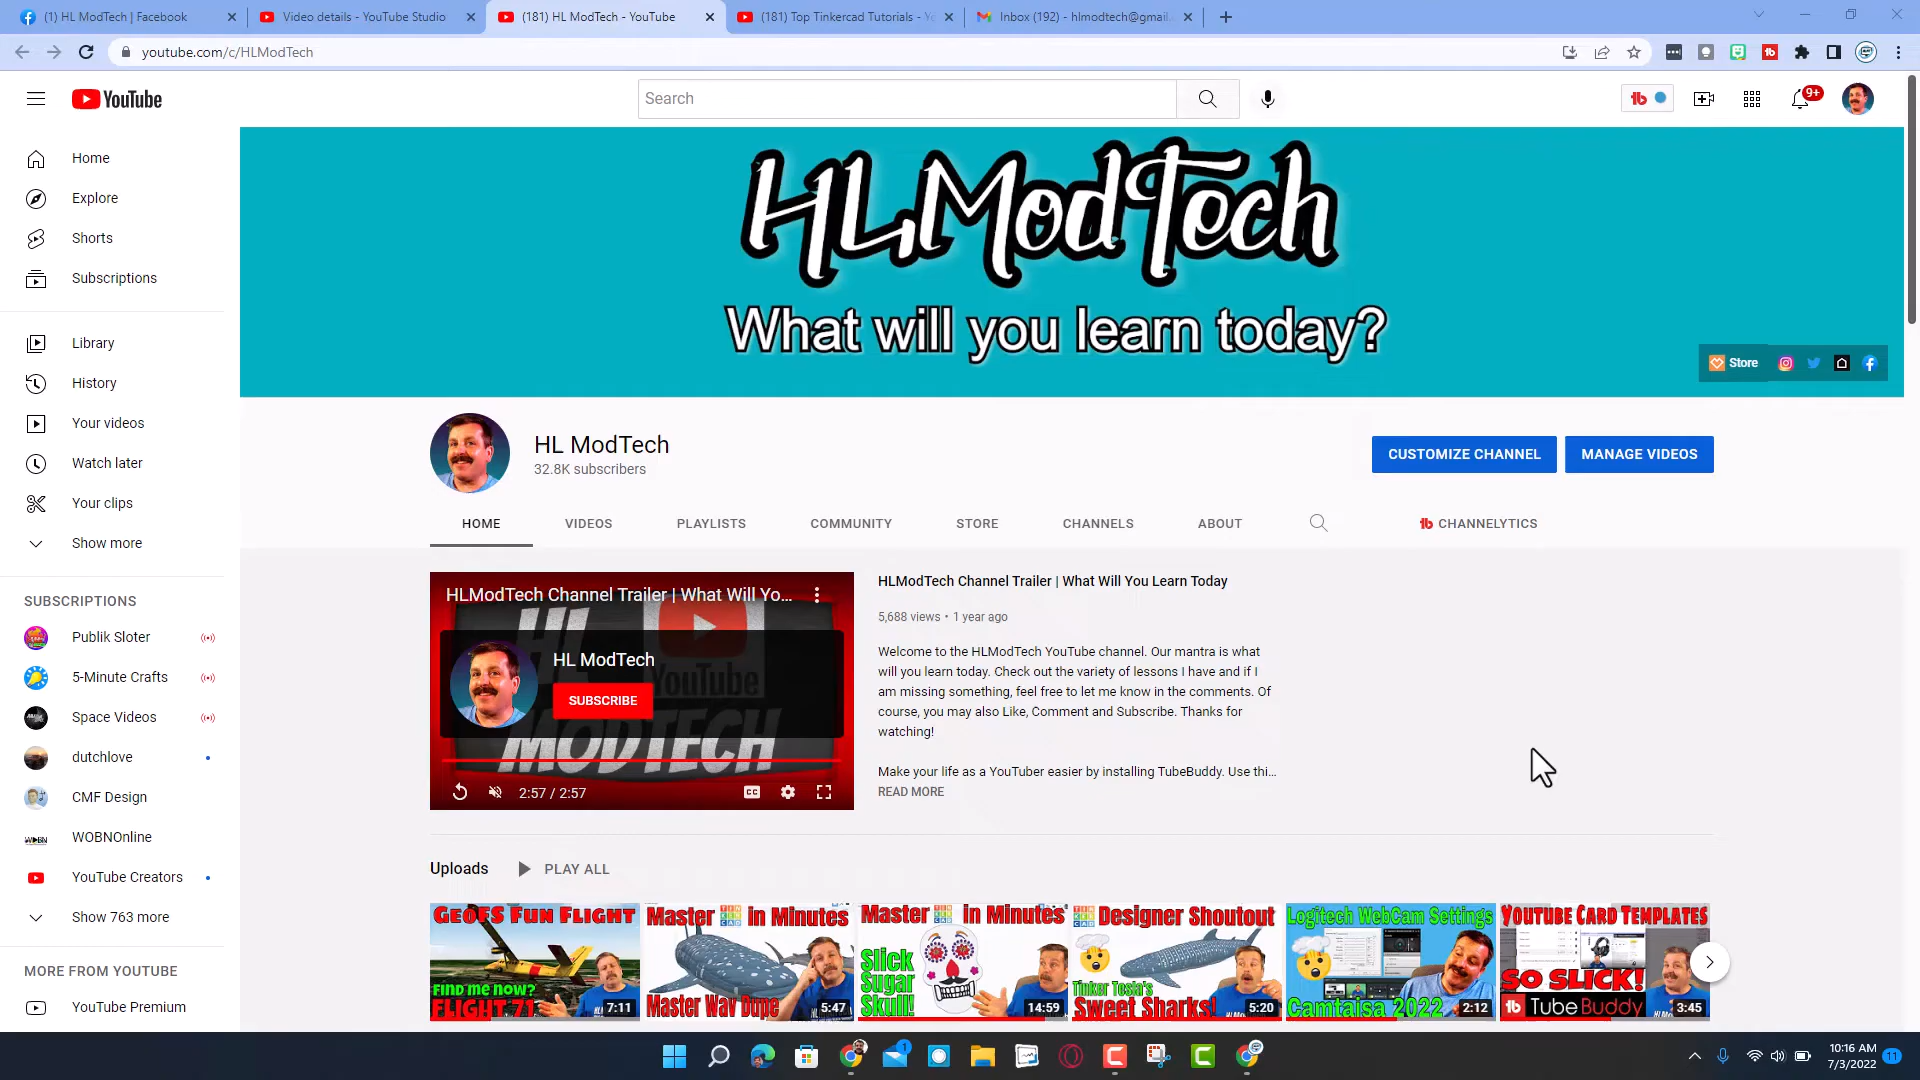 (1) HL ModTech | Facebook
Video details - YouTube Studio
(181) HL ModTech - YouTube
(181) Top Tinkercad Tutorials - Y
Inbox (192) - hlmodtech@gmail.
youtube.com/c/HLModTech
YouTube
Search
9+
Home
Explore
Shorts
Subscriptions
Library
History
Your videos
Watch later
Your clips
Show more
SUBSCRIPTIONS
Publik Sloter
5-Minute Crafts
Space Videos
dutchlove
CMF Design
WOBNOnline
YouTube Creators
Show 763 more
MORE FROM YOUTUBE
YouTube Premium
HLModTech
What will you learn today?
Store
HL ModTech
32.8K subscribers
CUSTOMIZE CHANNEL
MANAGE VIDEOS
HOME
VIDEOS
PLAYLISTS
COMMUNITY
STORE
CHANNELS
ABOUT
CHANNELYTICS
HLModTech Channel Trailer | What Will Yo...
HL
YouTube
MODTECH
HL ModTech
SUBSCRIBE
2:57 / 2:57
CC
HLModTech Channel Trailer | What Will You Learn Today
5,688 views • 1 year ago
Welcome to the HLModTech YouTube channel. Our mantra is what
will you learn today. Check out the variety of lessons I have and if I
am missing something, feel free to let me know in the comments. Of
course, you may also Like, Comment and Subscribe. Thanks for
watching!
Make your life as a YouTuber easier by installing TubeBuddy. Use thi...
READ MORE
Uploads
PLAY ALL
GEOFS FUN FLIGHT
FIND ME NOW?
FLIGHT 71
7:11
Master TINKERCAD in Minutes
Master Wav Dupe
5:47
Master TINKERCAD in Minutes
Slick
Sugar
Skull!
14:59
Designer Shoutout
Tinker Tosia's
Sweet Sharks!
5:20
Logitech WebCam Settings
Camtaisa 2022
2:12
YOUTUBE CARD TEMPLATES
SO SLICK!
TubeBuddy
3:45
1
10:16 AM
7/3/2022
11